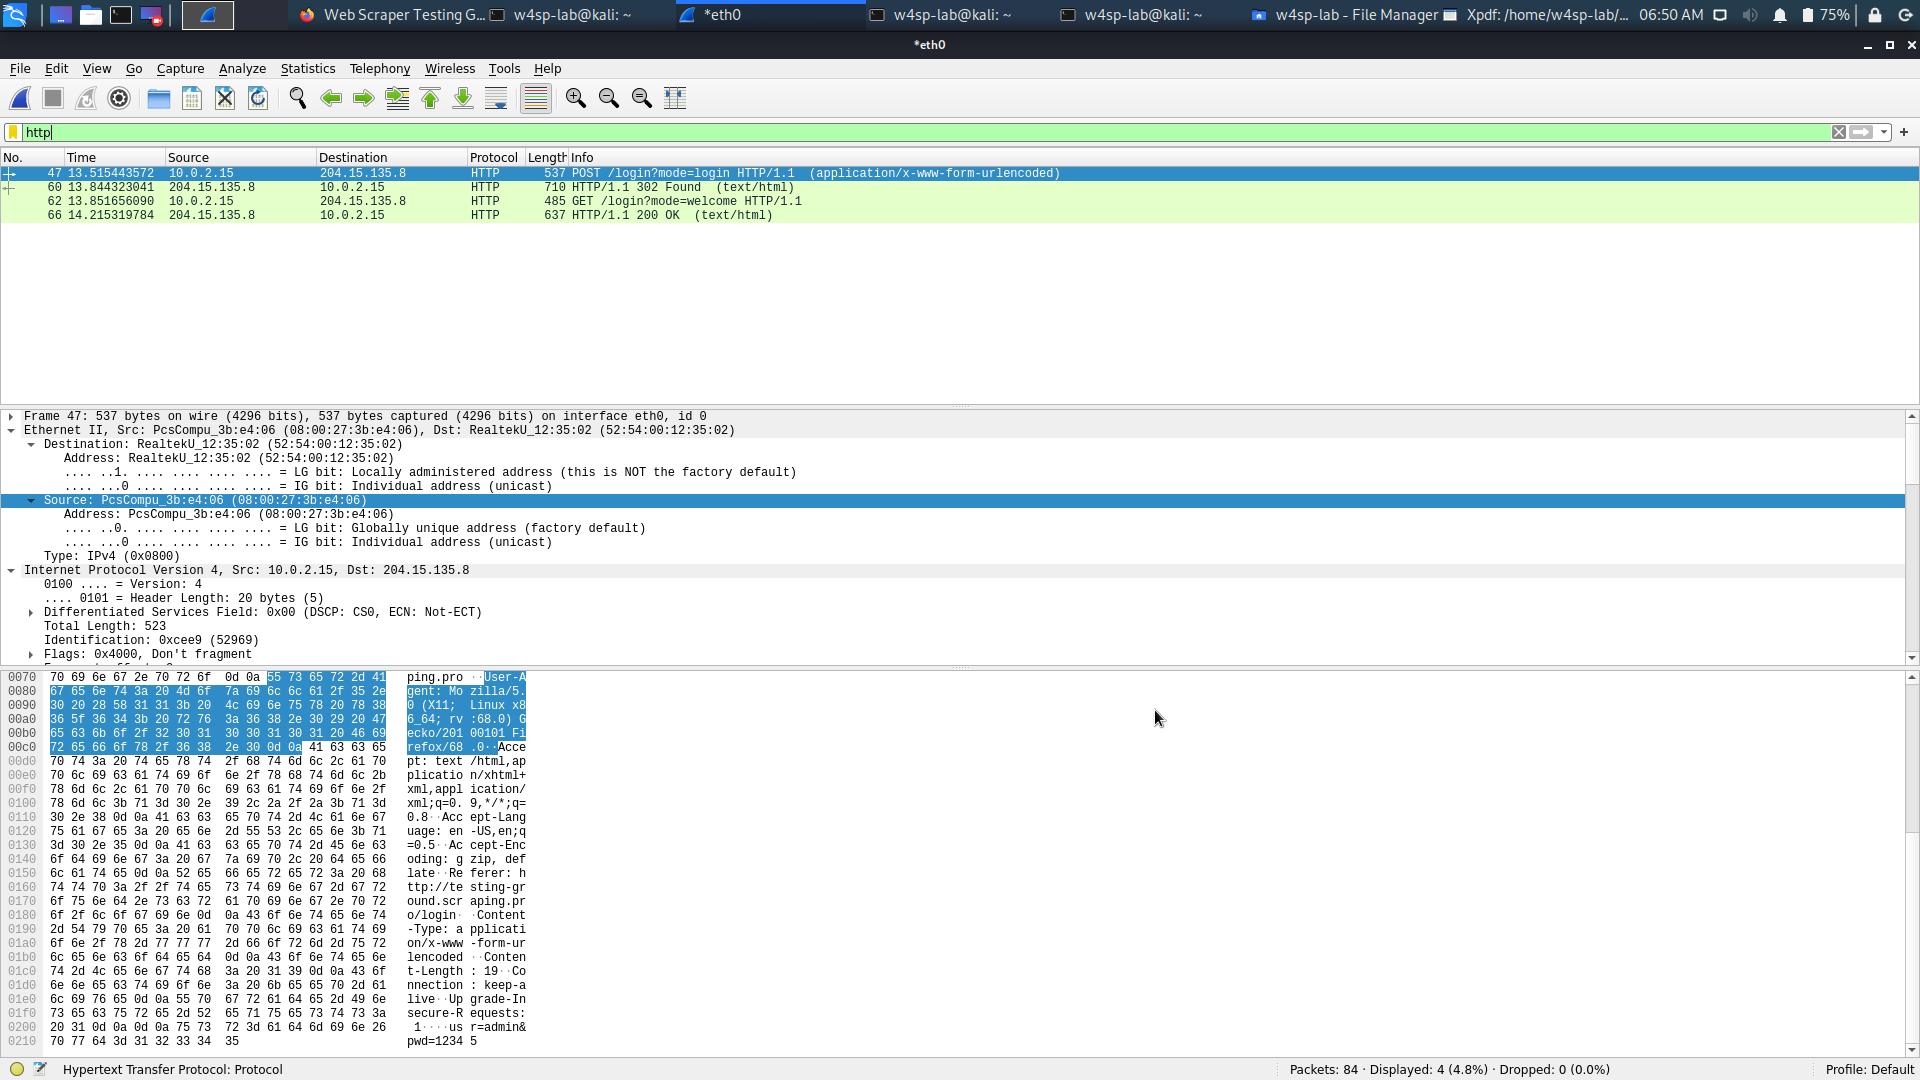 Web Scraper Testing G... w4sp-lab@kali: ~ *eth0 w4sp-lab@kali: ~ w4sp-lab@kali: ~ w4sp-lab - File Manager Xpdf: /home/w4sp-lab/... 06:50 AM 75%
*eth0
File Edit View Go Capture Analyze Statistics Telephony Wireless Tools Help
http
No. Time Source Destination Protocol Length Info
47 13.515443572 10.0.2.15 204.15.135.8 HTTP 537 POST /login?mode=login HTTP/1.1 (application/x-www-form-urlencoded)
60 13.844323041 204.15.135.8 10.0.2.15 HTTP 710 HTTP/1.1 302 Found (text/html)
62 13.851656090 10.0.2.15 204.15.135.8 HTTP 485 GET /login?mode=welcome HTTP/1.1
66 14.215319784 204.15.135.8 10.0.2.15 HTTP 637 HTTP/1.1 200 OK (text/html)
Frame 47: 537 bytes on wire (4296 bits), 537 bytes captured (4296 bits) on interface eth0, id 0
Ethernet II, Src: PcsCompu_3b:e4:06 (08:00:27:3b:e4:06), Dst: RealtekU_12:35:02 (52:54:00:12:35:02)
Destination: RealtekU_12:35:02 (52:54:00:12:35:02)
Address: RealtekU_12:35:02 (52:54:00:12:35:02)
.... ..1. .... .... .... .... = LG bit: Locally administered address (this is NOT the factory default)
.... ...0 .... .... .... .... = IG bit: Individual address (unicast)
Source: PcsCompu_3b:e4:06 (08:00:27:3b:e4:06)
Address: PcsCompu_3b:e4:06 (08:00:27:3b:e4:06)
.... ..0. .... .... .... .... = LG bit: Globally unique address (factory default)
.... ...0 .... .... .... .... = IG bit: Individual address (unicast)
Type: IPv4 (0x0800)
Internet Protocol Version 4, Src: 10.0.2.15, Dst: 204.15.135.8
0100 .... = Version: 4
.... 0101 = Header Length: 20 bytes (5)
Differentiated Services Field: 0x00 (DSCP: CS0, ECN: Not-ECT)
Total Length: 523
Identification: 0xcee9 (52969)
Flags: 0x4000, Don't fragment
0070 70 69 6e 67 2e 70 72 6f 0d 0a 55 73 65 72 2d 41 ping.pro ··User-A
0080 67 65 6e 74 3a 20 4d 6f 7a 69 6c 6c 61 2f 35 2e gent: Mo zilla/5.
0090 30 20 28 58 31 31 3b 20 4c 69 6e 75 78 20 78 38 0 (X11; Linux x8
00a0 36 5f 36 34 3b 20 72 76 3a 36 38 2e 30 29 20 47 6_64; rv :68.0) G
00b0 65 63 6b 6f 2f 32 30 31 30 30 31 30 31 20 46 69 ecko/201 00101 Fi
00c0 72 65 66 6f 78 2f 36 38 2e 30 0d 0a 41 63 63 65 refox/68 .0··Acce
00d0 70 74 3a 20 74 65 78 74 2f 68 74 6d 6c 2c 61 70 pt: text /html,ap
00e0 70 6c 69 63 61 74 69 6f 6e 2f 78 68 74 6d 6c 2b plicatio n/xhtml+
00f0 78 6d 6c 2c 61 70 70 6c 69 63 61 74 69 6f 6e 2f xml,appl ication/
0100 78 6d 6c 3b 71 3d 30 2e 39 2c 2a 2f 2a 3b 71 3d xml;q=0. 9,*/*;q=
0110 30 2e 38 0d 0a 41 63 63 65 70 74 2d 4c 61 6e 67 0.8··Acc ept-Lang
0120 75 61 67 65 3a 20 65 6e 2d 55 53 2c 65 6e 3b 71 uage: en -US,en;q
0130 3d 30 2e 35 0d 0a 41 63 63 65 70 74 2d 45 6e 63 =0.5··Ac cept-Enc
0140 6f 64 69 6e 67 3a 20 67 7a 69 70 2c 20 64 65 66 oding: g zip, def
0150 6c 61 74 65 0d 0a 52 65 66 65 72 65 72 3a 20 68 late··Re ferer: h
0160 74 74 70 3a 2f 2f 74 65 73 74 69 6e 67 2d 67 72 ttp://te sting-gr
0170 6f 75 6e 64 2e 73 63 72 61 70 69 6e 67 2e 70 72 ound.scr aping.pr
0180 6f 2f 6c 6f 67 69 6e 0d 0a 43 6f 6e 74 65 6e 74 o/login· ·Content
0190 2d 54 79 70 65 3a 20 61 70 70 6c 69 63 61 74 69 -Type: a pplicati
01a0 6f 6e 2f 78 2d 77 77 77 2d 66 6f 72 6d 2d 75 72 on/x-www -form-ur
01b0 6c 65 6e 63 6f 64 65 64 0d 0a 43 6f 6e 74 65 6e lencoded ··Conten
01c0 74 2d 4c 65 6e 67 74 68 3a 20 31 39 0d 0a 43 6f t-Length : 19··Co
01d0 6e 6e 65 63 74 69 6f 6e 3a 20 6b 65 65 70 2d 61 nnection : keep-a
01e0 6c 69 76 65 0d 0a 55 70 67 72 61 64 65 2d 49 6e live··Up grade-In
01f0 73 65 63 75 72 65 2d 52 65 71 75 65 73 74 73 3a secure-R equests:
0200 20 31 0d 0a 0d 0a 75 73 72 3d 61 64 6d 69 6e 26 1····us r=admin&
0210 70 77 64 3d 31 32 33 34 35 pwd=1234 5
Hypertext Transfer Protocol: Protocol Packets: 84 · Displayed: 4 (4.8%) · Dropped: 0 (0.0%) Profile: Default